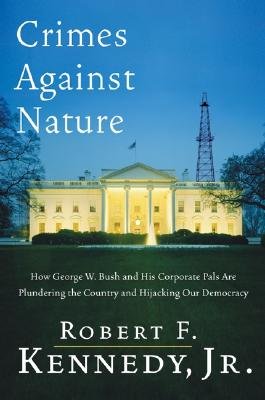 Crimes
Against
Nature
How George W. Bush and His Corporate Pals Are
Plundering the Country and Hijacking Our Democracy
Robert F.
Kennedy, Jr.